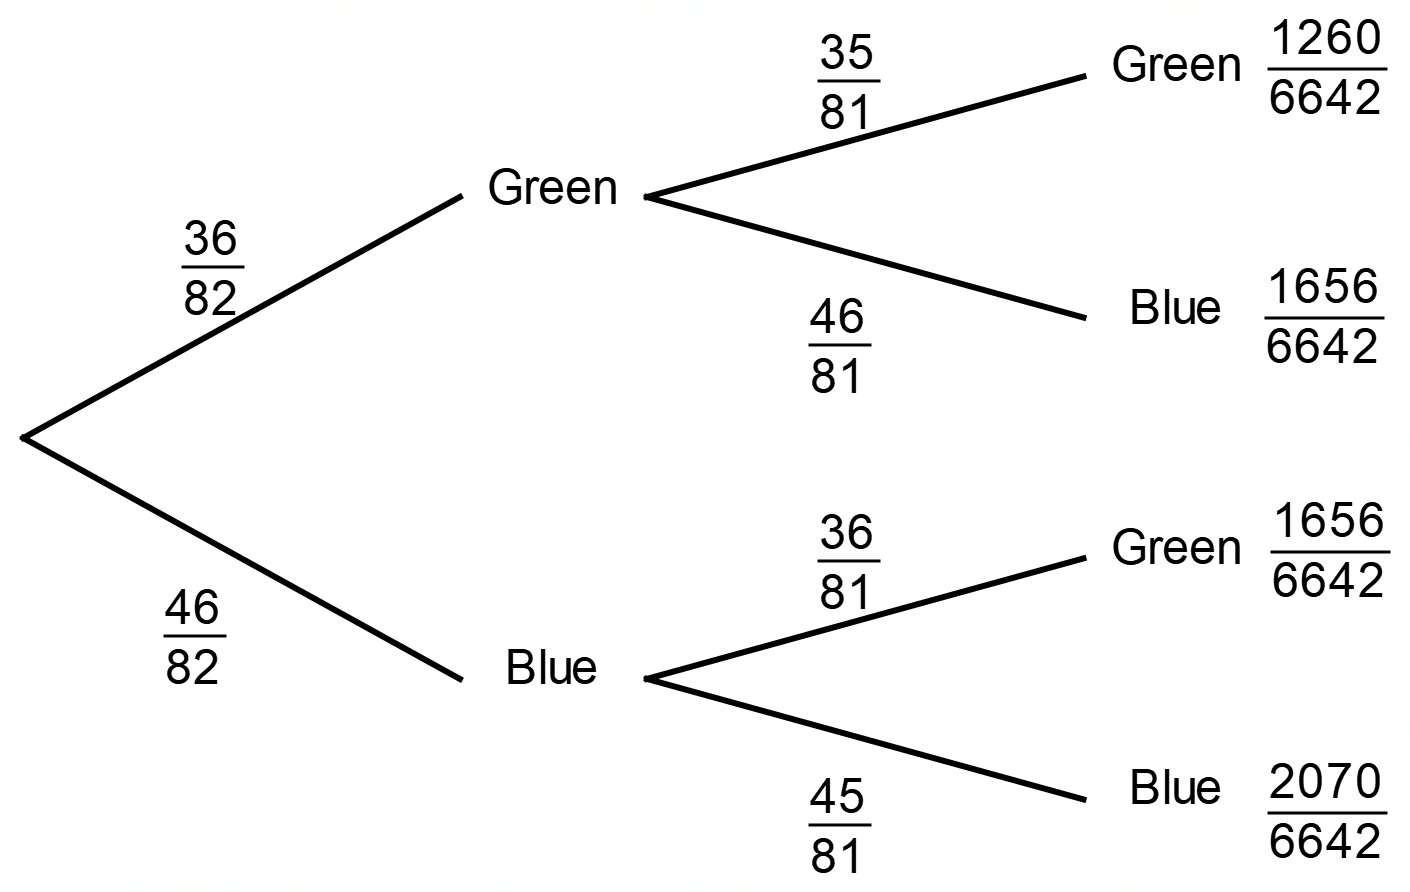 35/81
Green 1260/6642
36/82
Green
46/81
Blue 1656/6642
46/82
Blue
36/81
Green 1656/6642
45/81
Blue 2070/6642